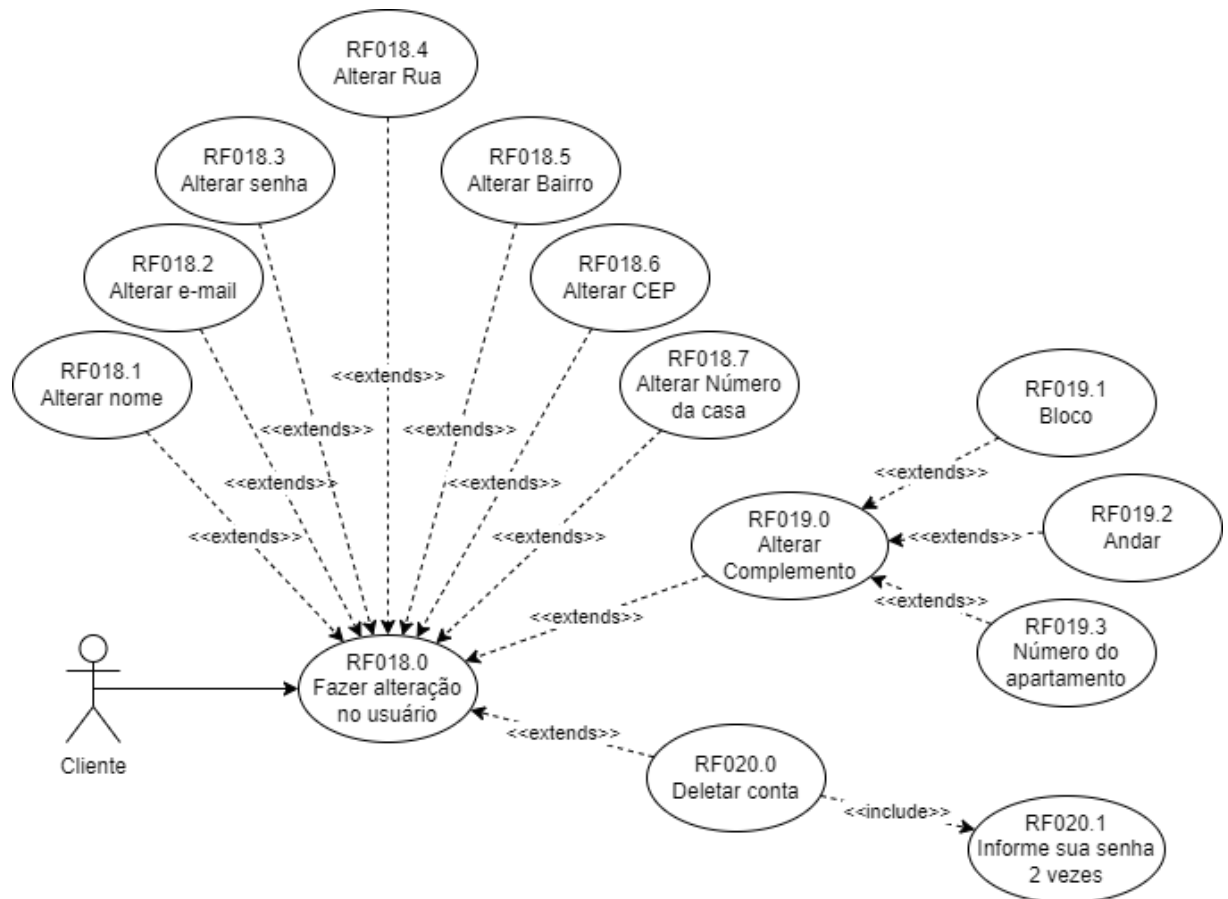 RF018.4
Alterar Rua
RF018.3
Alterar senha
RF018.5
Alterar Bairro
RF018.2
Alterar e-mail
RF018.6
Alterar CEP
RF018.1
Alterar nome
RF018.7
Alterar Número
da casa
<<extends>>
<<extends>>
<<extends>>
<<extends>>
<<extends>>
<<extends>>
<<extends>>
RF019.1
Bloco
<<extends>>
RF019.0
Alterar
Complemento
<<extends>>
RF019.2
Andar
<<extends>>
RF019.3
Número do
apartamento
<<extends>>
RF018.0
Fazer alteração
no usuário
Cliente
<<extends>>
RF020.0
Deletar conta
<<include>>
RF020.1
Informe sua senha
2 vezes